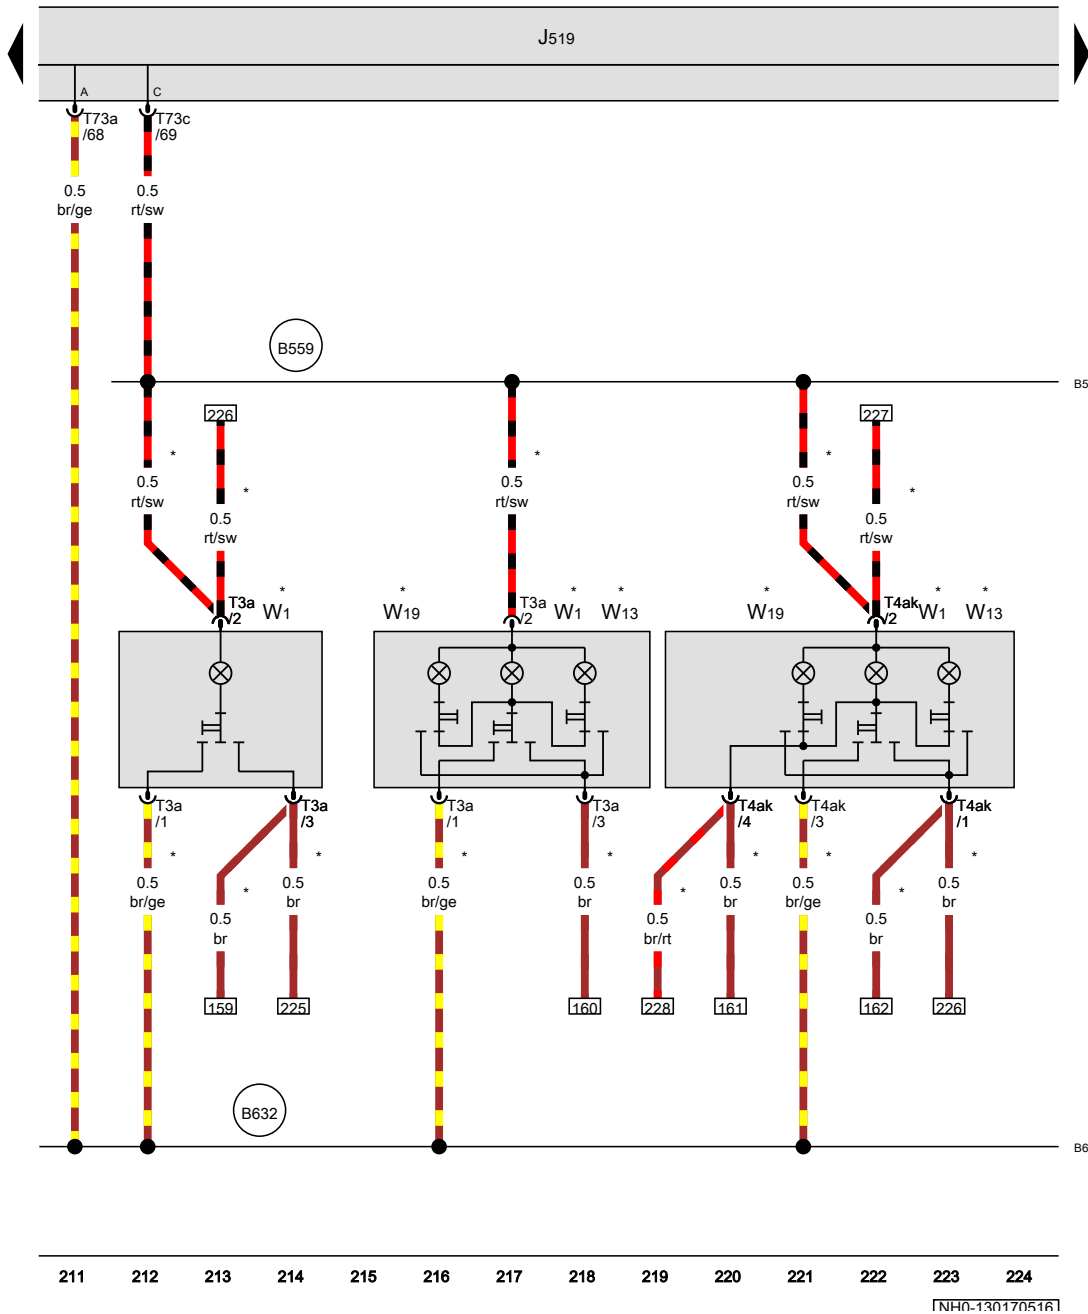 J519
A
C
T73a
/68
T73c
/69
0.5
br/ge
0.5
rt/sw
B559
B5
226
227
*
*
*
*
*
0.5
rt/sw
0.5
rt/sw
0.5
rt/sw
0.5
rt/sw
0.5
rt/sw
*
*
*
*
*
*
T3a
/2
W1
W19
T3a
/2
W1
W13
W19
T4ak
/2
W1
W13
T3a
/1
T3a
/3
T3a
/1
T3a
/3
T4ak
/4
T4ak
/3
T4ak
/1
*
*
*
*
*
*
*
0.5
br/ge
0.5
br
0.5
br/ge
0.5
br
0.5
br
0.5
br/ge
0.5
br
*
*
*
0.5
br
0.5
br/rt
0.5
br
159
225
160
228
161
162
226
B632
B6
211 212 213 214 215 216 217 218 219 220 221 222 223 224
NH0-130170516